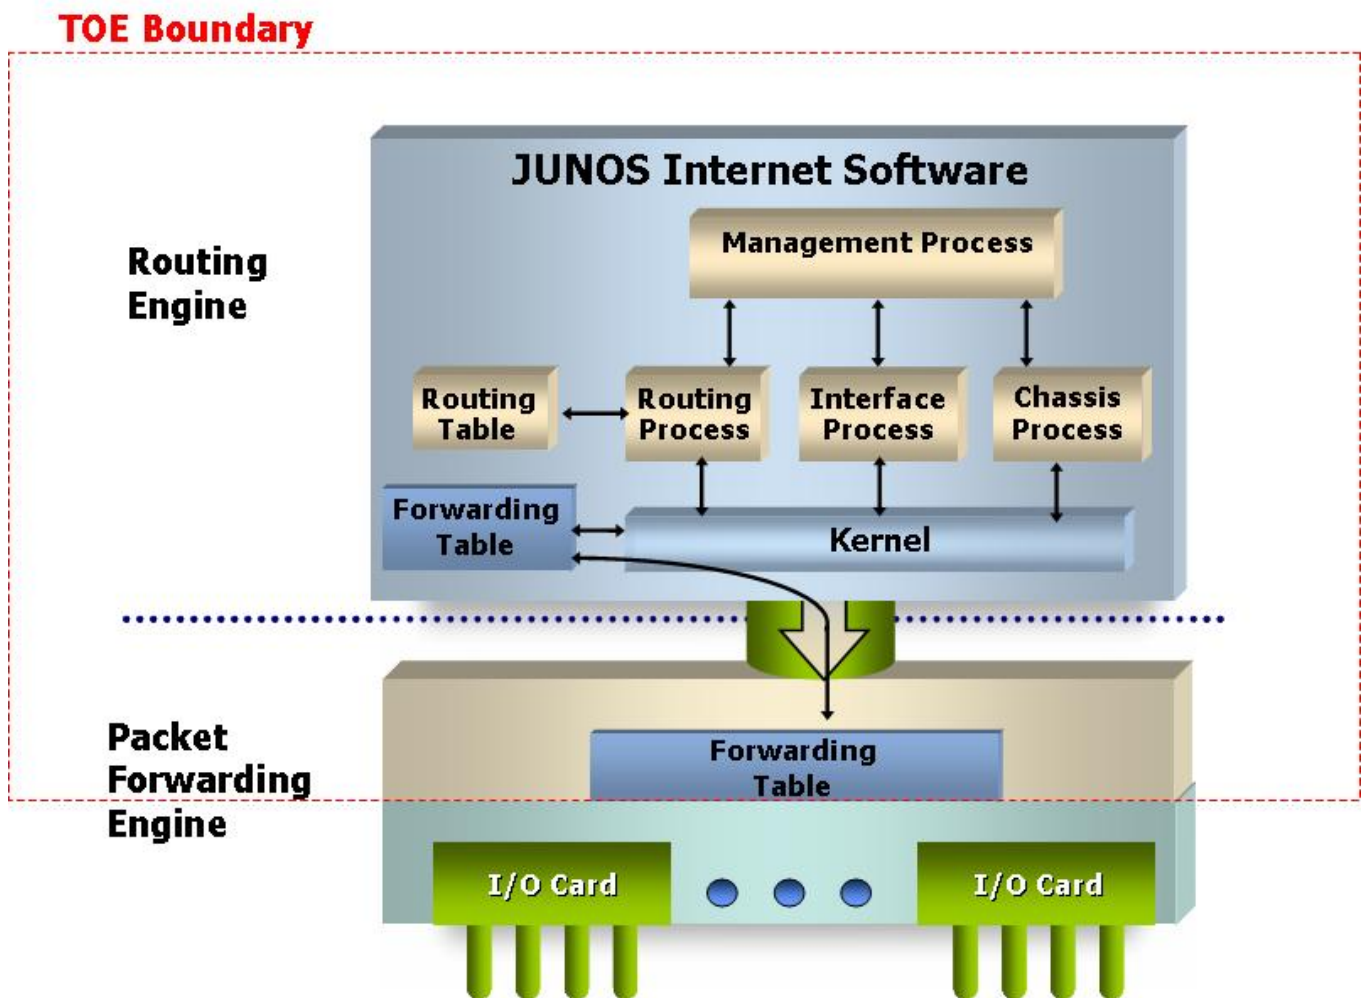 TOE Boundary
JUNOS Internet Software
Management Process
Routing
Engine
Routing
Table
Routing
Process
Interface
Process
Chassis
Process
Forwarding
Table
Kernel
Packet
Forwarding
Engine
Forwarding
Table
I/O Card
I/O Card